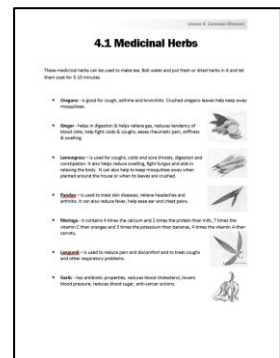 Lesson 4: Common Illnesses
4.1 Medicinal Herbs
These medicinal herbs can be used to make tea. Boil water and put fresh or dried herbs in it and let
them soak for 5-10 minutes.
• Oregano - is good for cough, asthma and bronchitis. Crushed oregano leaves help keep away
mosquitoes.
• Ginger - helps in digestion & helps relieve gas, reduces tendency of
blood clots, help fight colds & coughs, eases rheumatic pain, stiffness
& swelling.
• Lemongrass – is used for coughs, colds and sore throats, digestion and
constipation. It also helps reduce swelling, fight fungus and aids in
relaxing the body. It can also help to keep mosquitoes away when
planted around the house or when its leaves are crushed.
• Pandan - is used to treat skin diseases, relieve headaches and
arthritis. It can also reduce fever, help ease ear and chest pains.
• Moringa - it contains 4 times the calcium and 2 times the protein than milk, 7 times the
vitamin C than oranges and 3 times the potassium than bananas, 4 times the vitamin A than
carrots.
• Lagundi - is used to reduce pain and discomfort and to treat coughs
and other respiratory problems.
• Garlic - has antibiotic properties, reduces blood cholesterol, lowers
blood pressure, reduces blood sugar, anti-cancer actions.